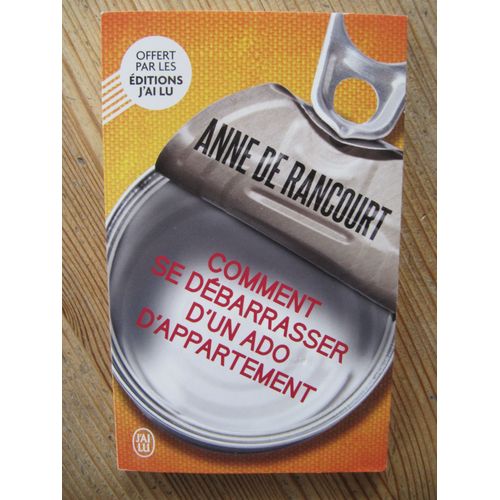 OFFERT
PAR LES
ÉDITIONS
J'AI LU
ANNE DE RANCOURT
COMMENT
SE DÉBARRASSER
D'UN ADO
D'APPARTEMENT
J'AI
LU